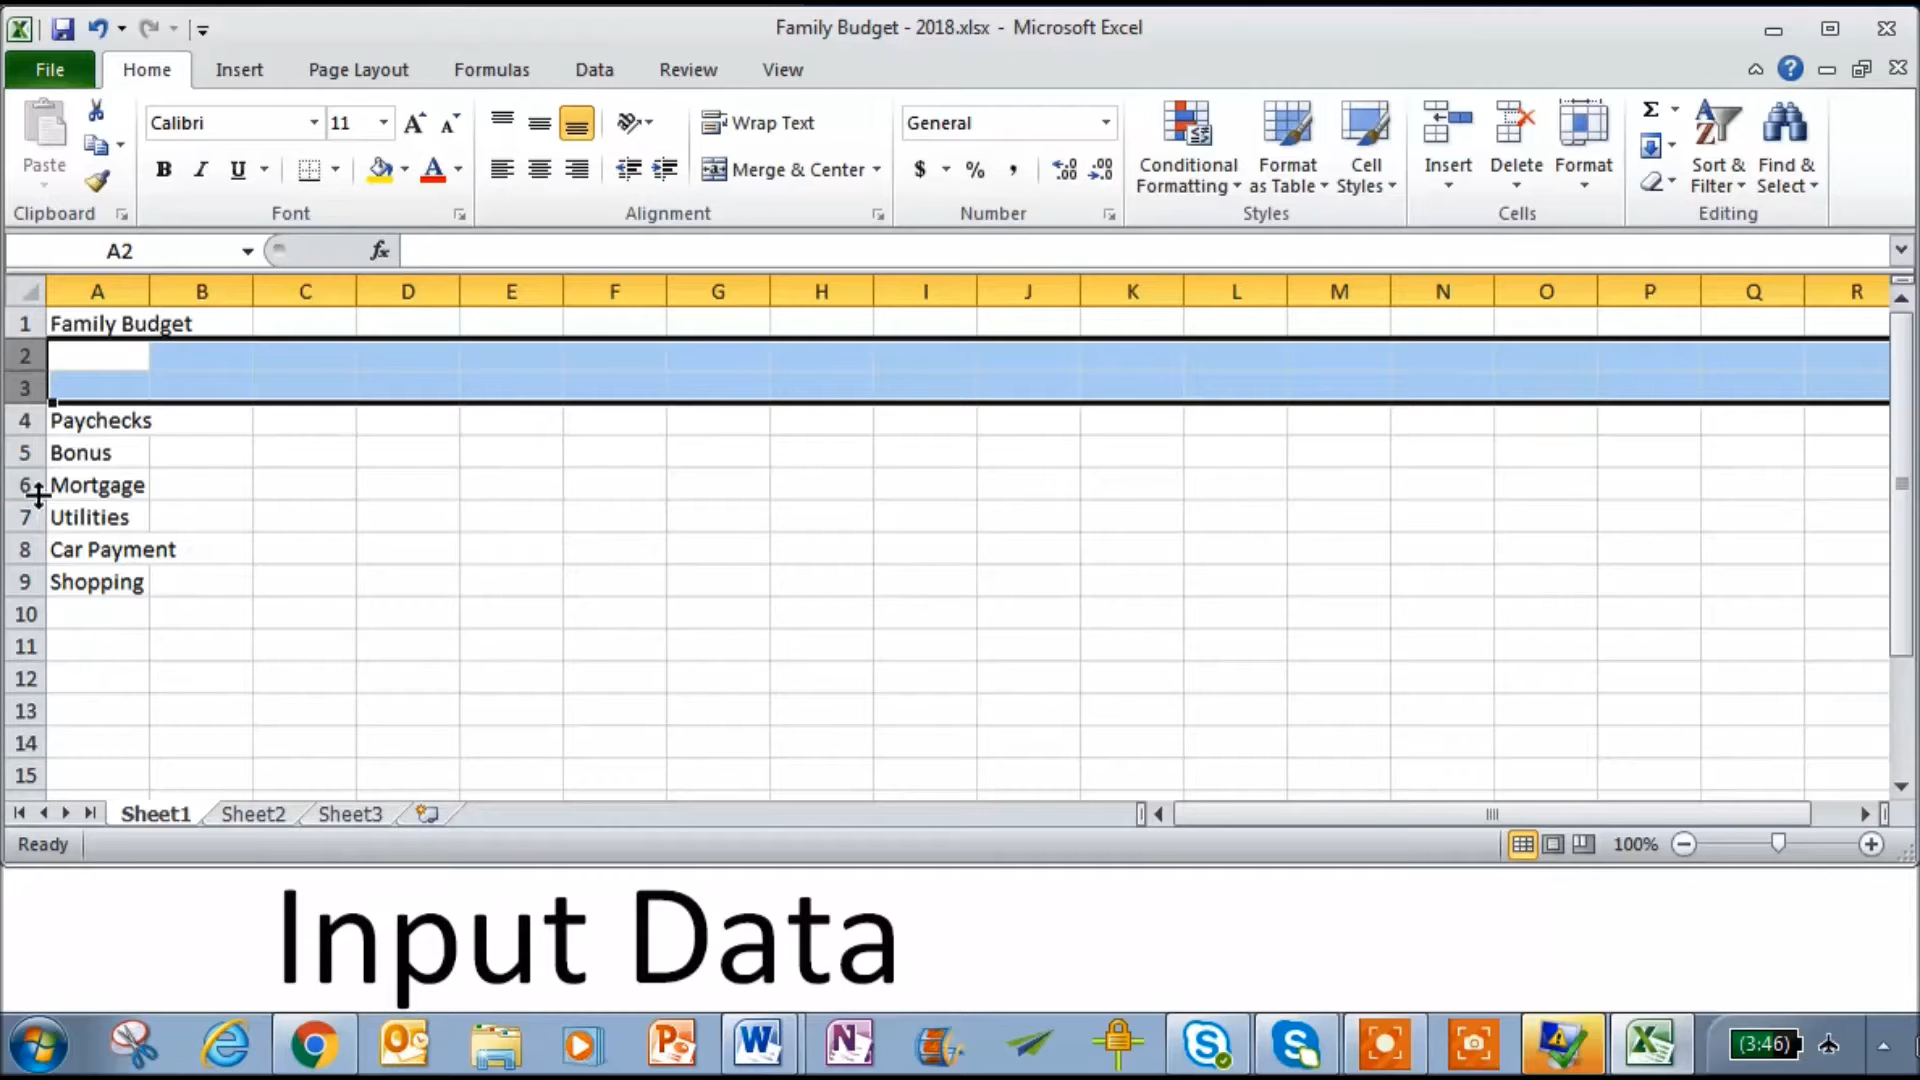 Family Budget - 2018.xlsx - Microsoft Excel
File Home Insert Page Layout Formulas Data Review View
Paste
Calibri 11
B I U
Wrap Text
Merge & Center
General
$ %
Conditional Formatting
Format as Table
Cell Styles
Insert
Delete
Format
Sort & Filter
Find & Select
Clipboard Font Alignment Number Styles Cells Editing
A2 fx
A B C D E F G H I J K L M N O P Q R
1 Family Budget
2
3
4 Paychecks
5 Bonus
6 Mortgage
7 Utilities
8 Car Payment
9 Shopping
10
11
12
13
14
15
Sheet1 Sheet2 Sheet3
Ready 100%
Input Data
(3:46)